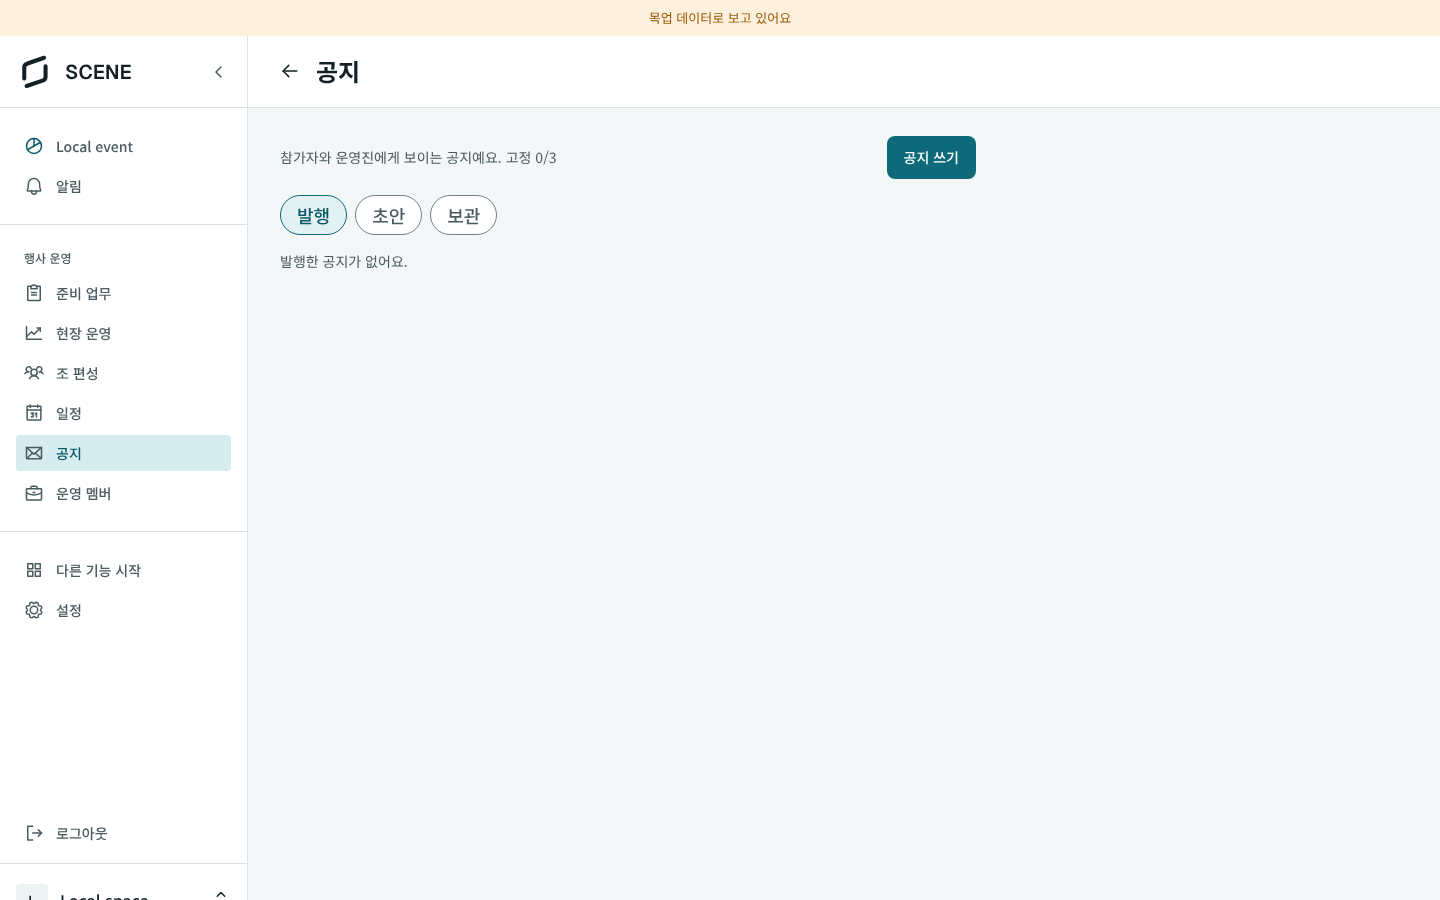 목업 데이터로 보고 있어요
SCENE
공지
Local event
알림
행사 운영
준비 업무
현장 운영
조 편성
일정
공지
운영 멤버
다른 기능 시작
설정
로그아웃
Local space
참가자와 운영진에게 보이는 공지예요. 고정 0/3
공지 쓰기
발행 초안 보관
발행한 공지가 없어요.